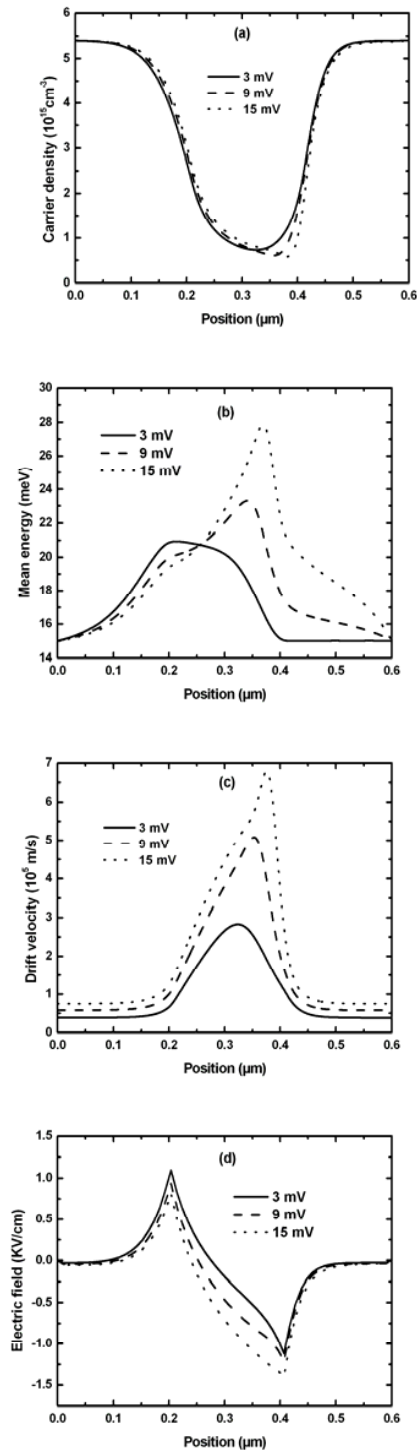 (a)
3 mV
9 mV
15 mV
Carrier density (10¹⁵cm⁻³)
6
5
4
3
2
1
0
0.0 0.1 0.2 0.3 0.4 0.5 0.6
Position (µm)
(b)
3 mV
9 mV
15 mV
Mean energy (meV)
30
28
26
24
22
20
18
16
14
0.0 0.1 0.2 0.3 0.4 0.5 0.6
Position (µm)
(c)
3 mV
9 mV
15 mV
Drift velocity (10⁵ m/s)
7
6
5
4
3
2
1
0
0.0 0.1 0.2 0.3 0.4 0.5 0.6
Position (µm)
(d)
3 mV
9 mV
15 mV
Electric field (KV/cm)
1.5
1.0
0.5
0.0
-0.5
-1.0
-1.5
0.0 0.1 0.2 0.3 0.4 0.5 0.6
Position (µm)